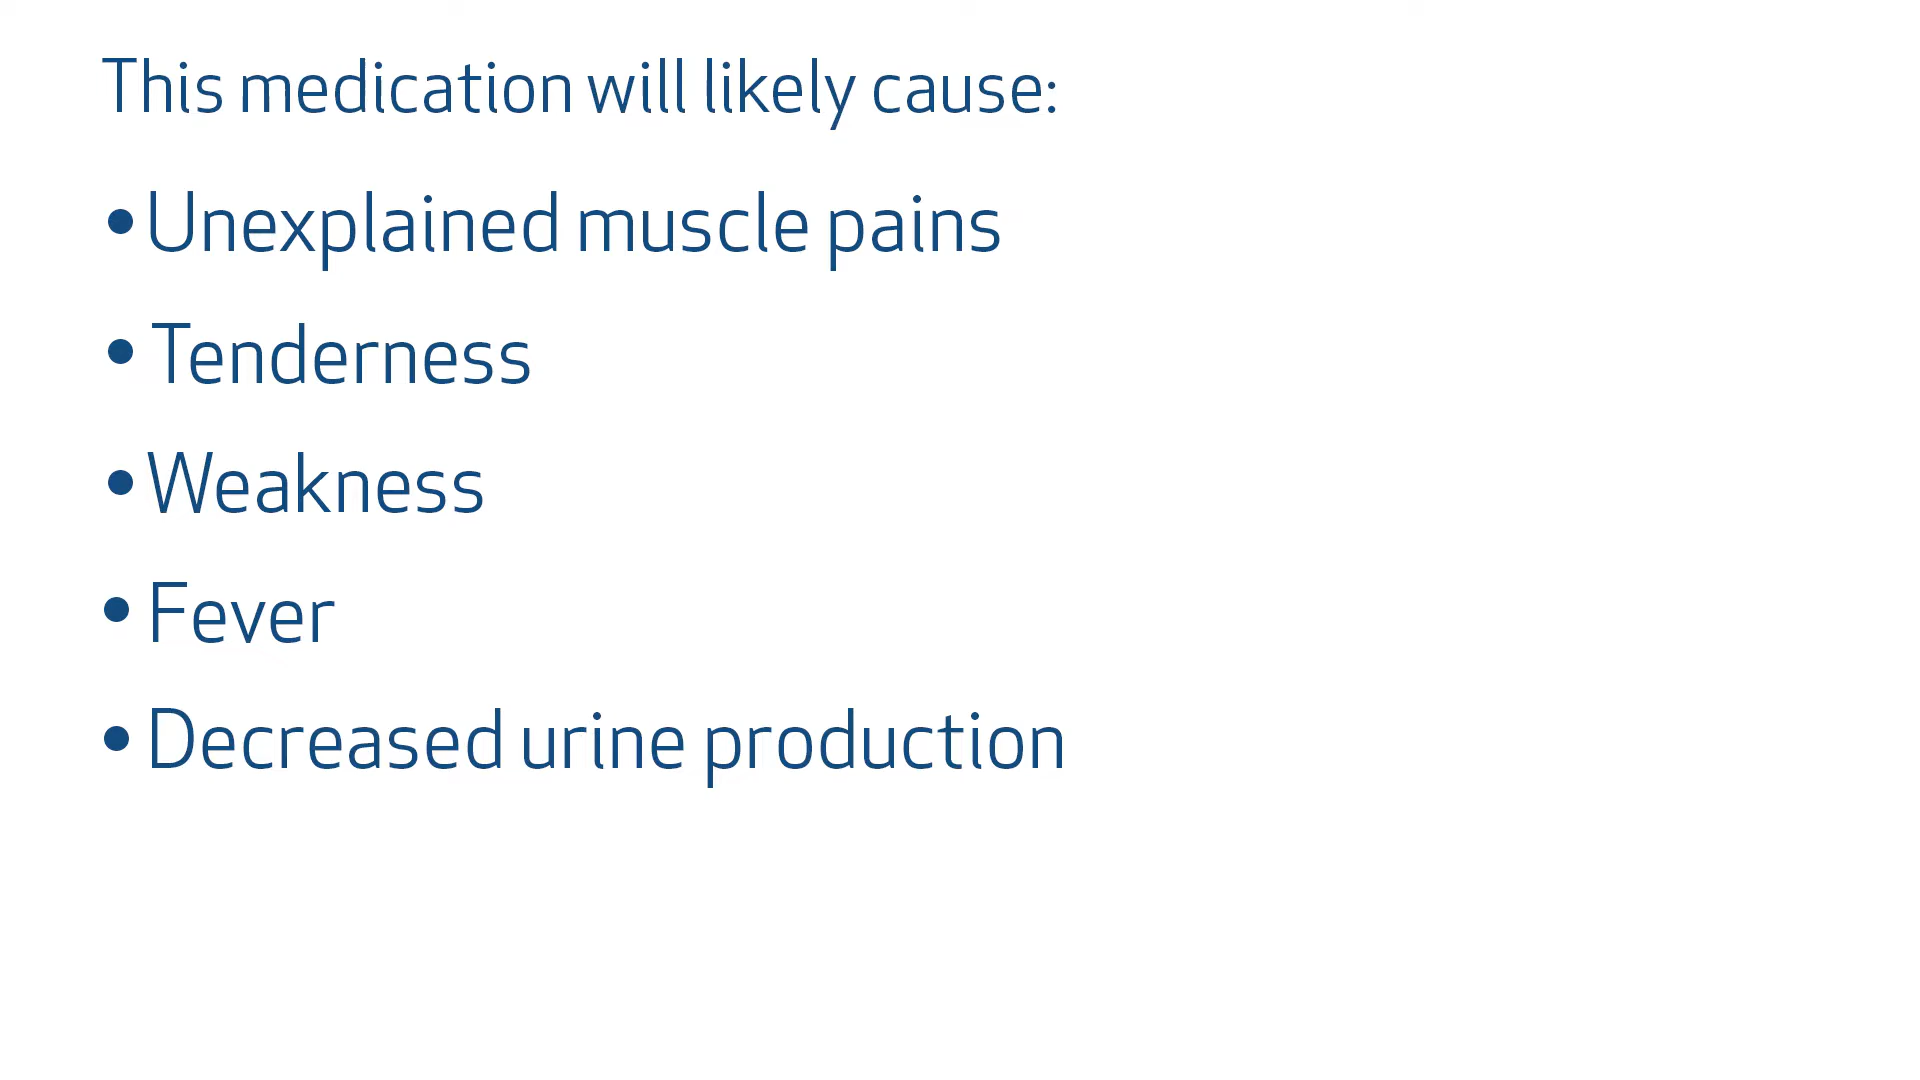 This medication will likely cause:
• Unexplained muscle pains
• Tenderness
• Weakness
• Fever
• Decreased urine production